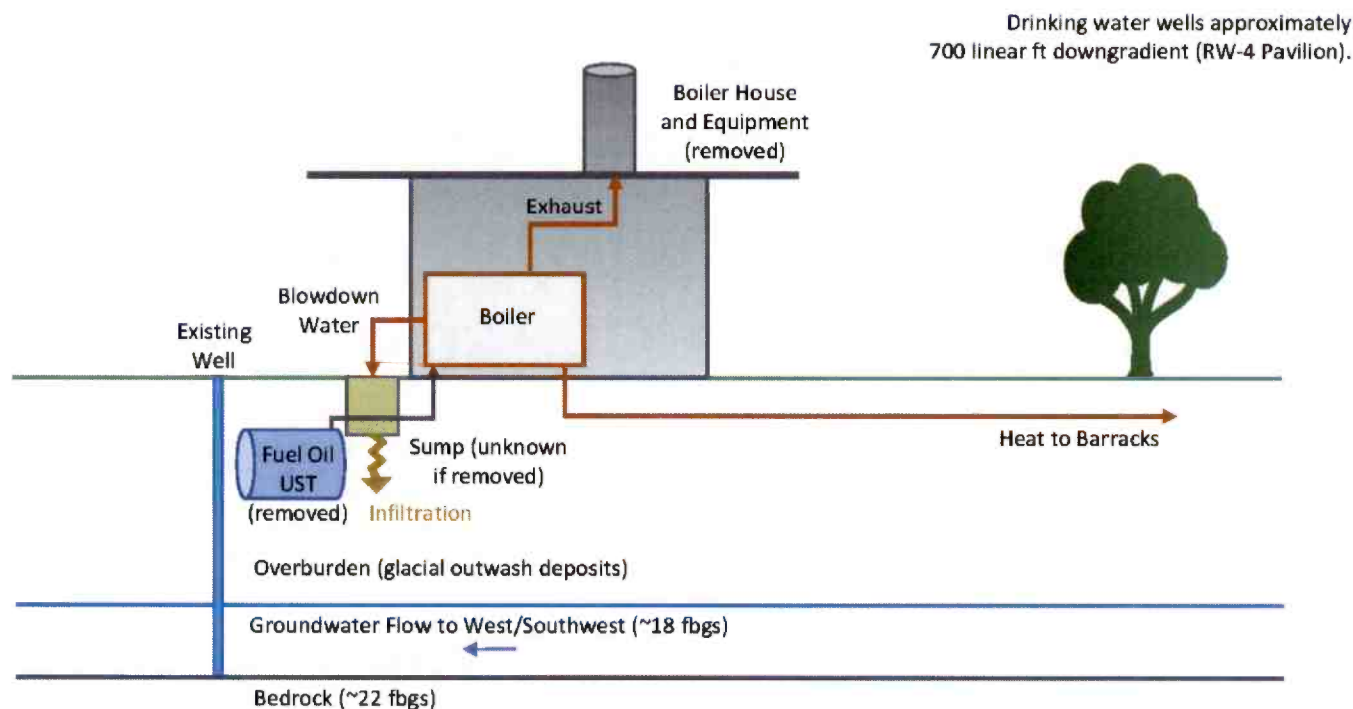 Drinking water wells approximately
700 linear ft downgradient (RW-4 Pavilion).
Boiler House
and Equipment
(removed)
Exhaust
Blowdown
Water
Boiler
Existing
Well
Heat to Barracks
Sump (unknown
if removed)
Fuel Oil
UST
(removed)
Infiltration
Overburden (glacial outwash deposits)
Groundwater Flow to West/Southwest (~18 fbgs)
Bedrock (~22 fbgs)